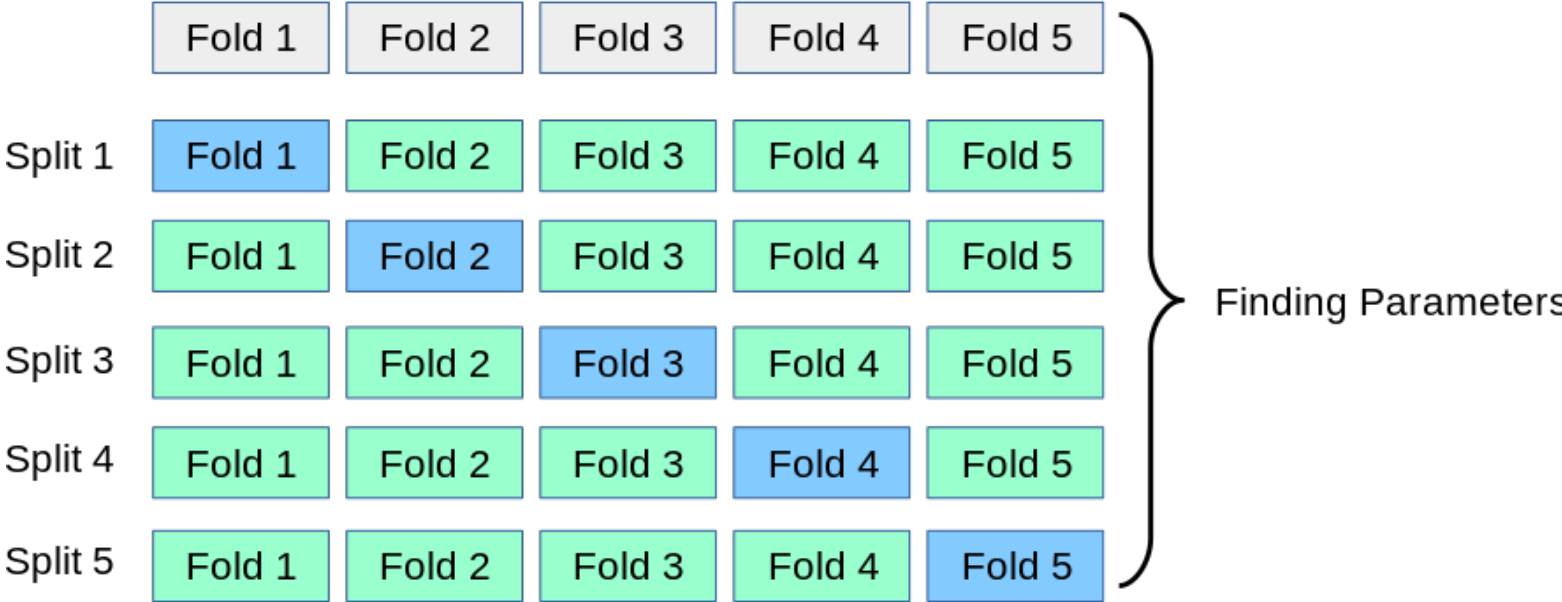 Fold 1 Fold 2 Fold 3 Fold 4 Fold 5
Split 1 Fold 1 Fold 2 Fold 3 Fold 4 Fold 5
Split 2 Fold 1 Fold 2 Fold 3 Fold 4 Fold 5
Finding Parameters
Split 3 Fold 1 Fold 2 Fold 3 Fold 4 Fold 5
Split 4 Fold 1 Fold 2 Fold 3 Fold 4 Fold 5
Split 5 Fold 1 Fold 2 Fold 3 Fold 4 Fold 5